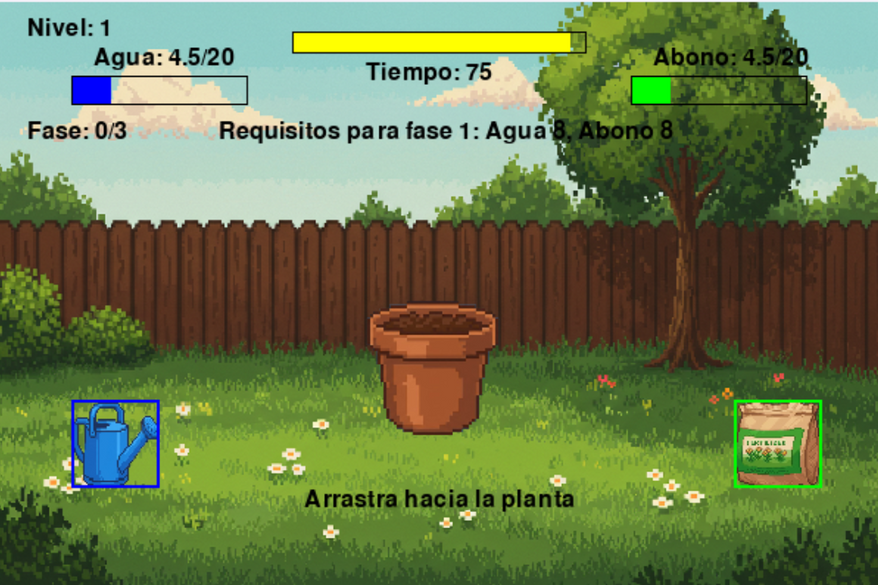 Nivel: 1
Agua: 4.5/20
Tiempo: 75
Abono: 4.5/20
Fase: 0/3
Requisitos para fase 1: Agua 8, Abono 8
FERTILIZER
Arrastra hacia la planta